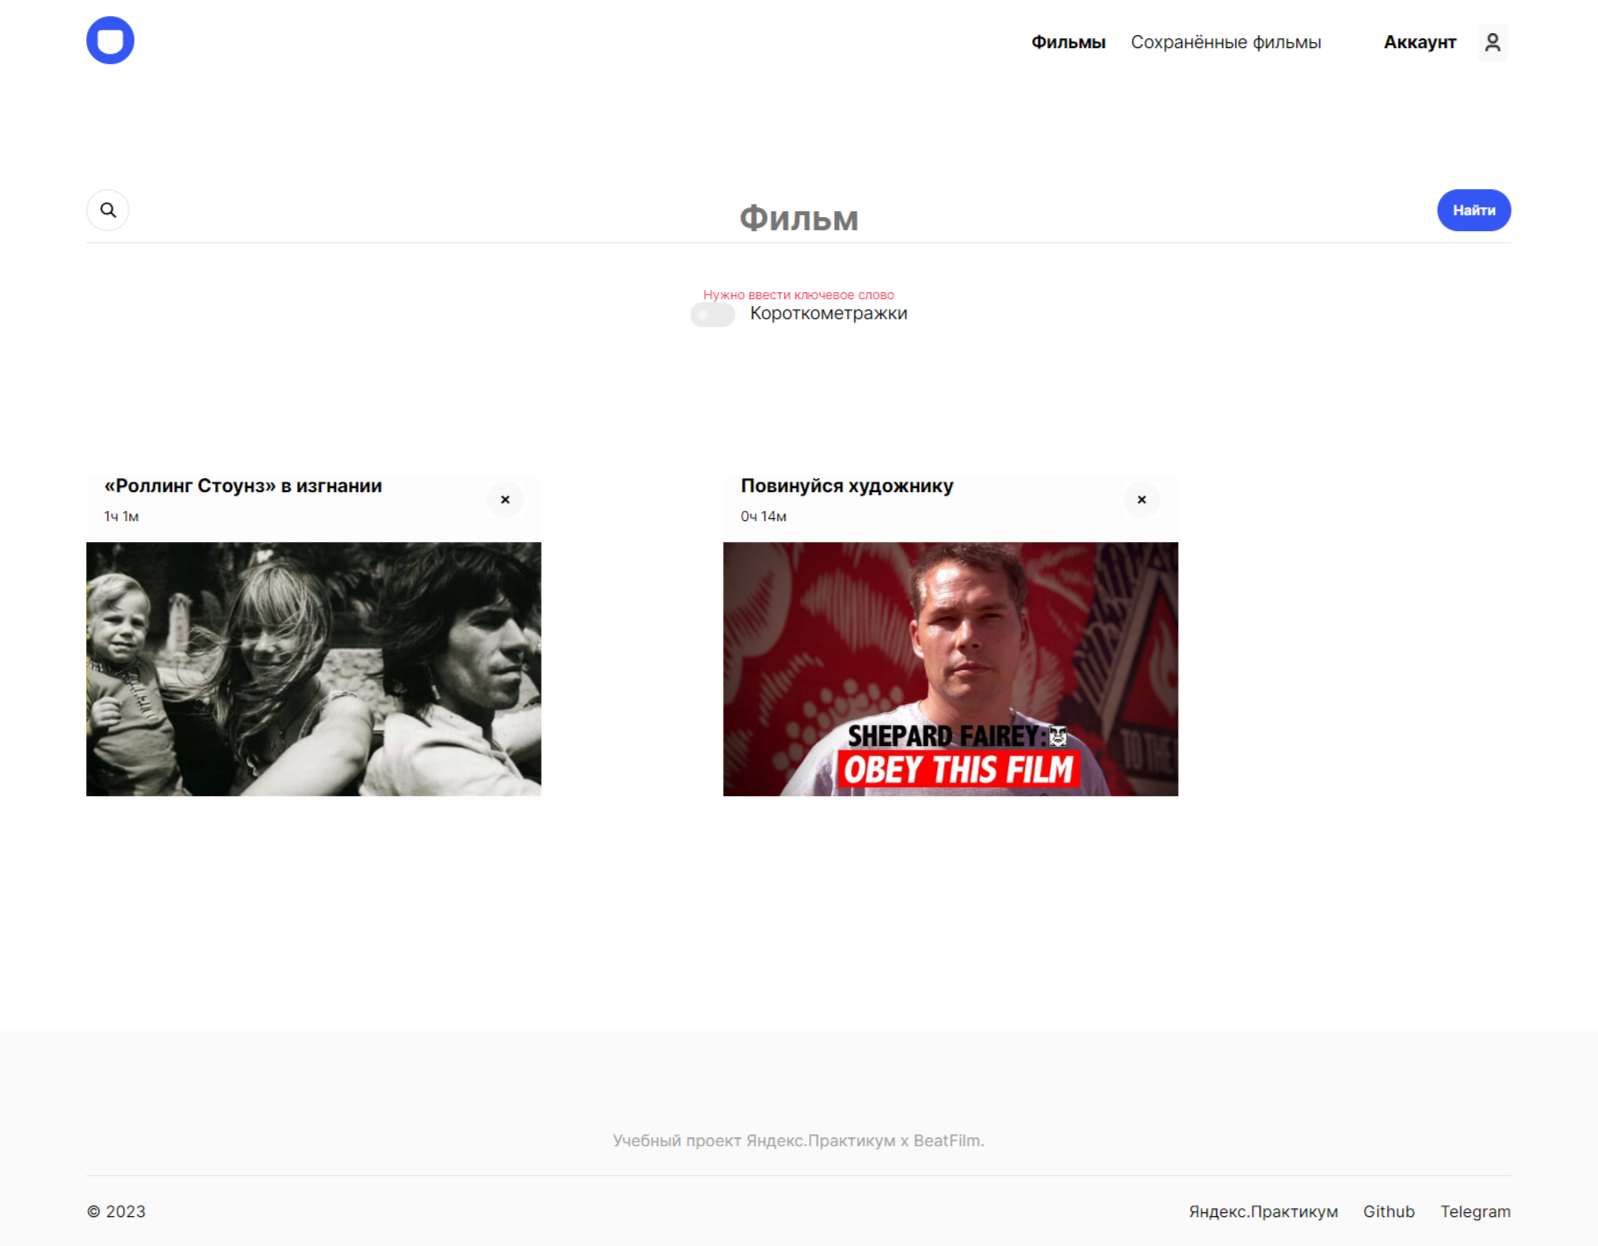 Фильмы Сохранённые фильмы Аккаунт
Фильм
Найти
Нужно ввести ключевое слово
Короткометражки
«Роллинг Стоунз» в изгнании
1ч 1м
Повинуйся художнику
0ч 14м
SHEPARD FAIREY:
OBEY THIS FILM
Учебный проект Яндекс.Практикум х BeatFilm.
© 2023
Яндекс.Практикум Github Telegram